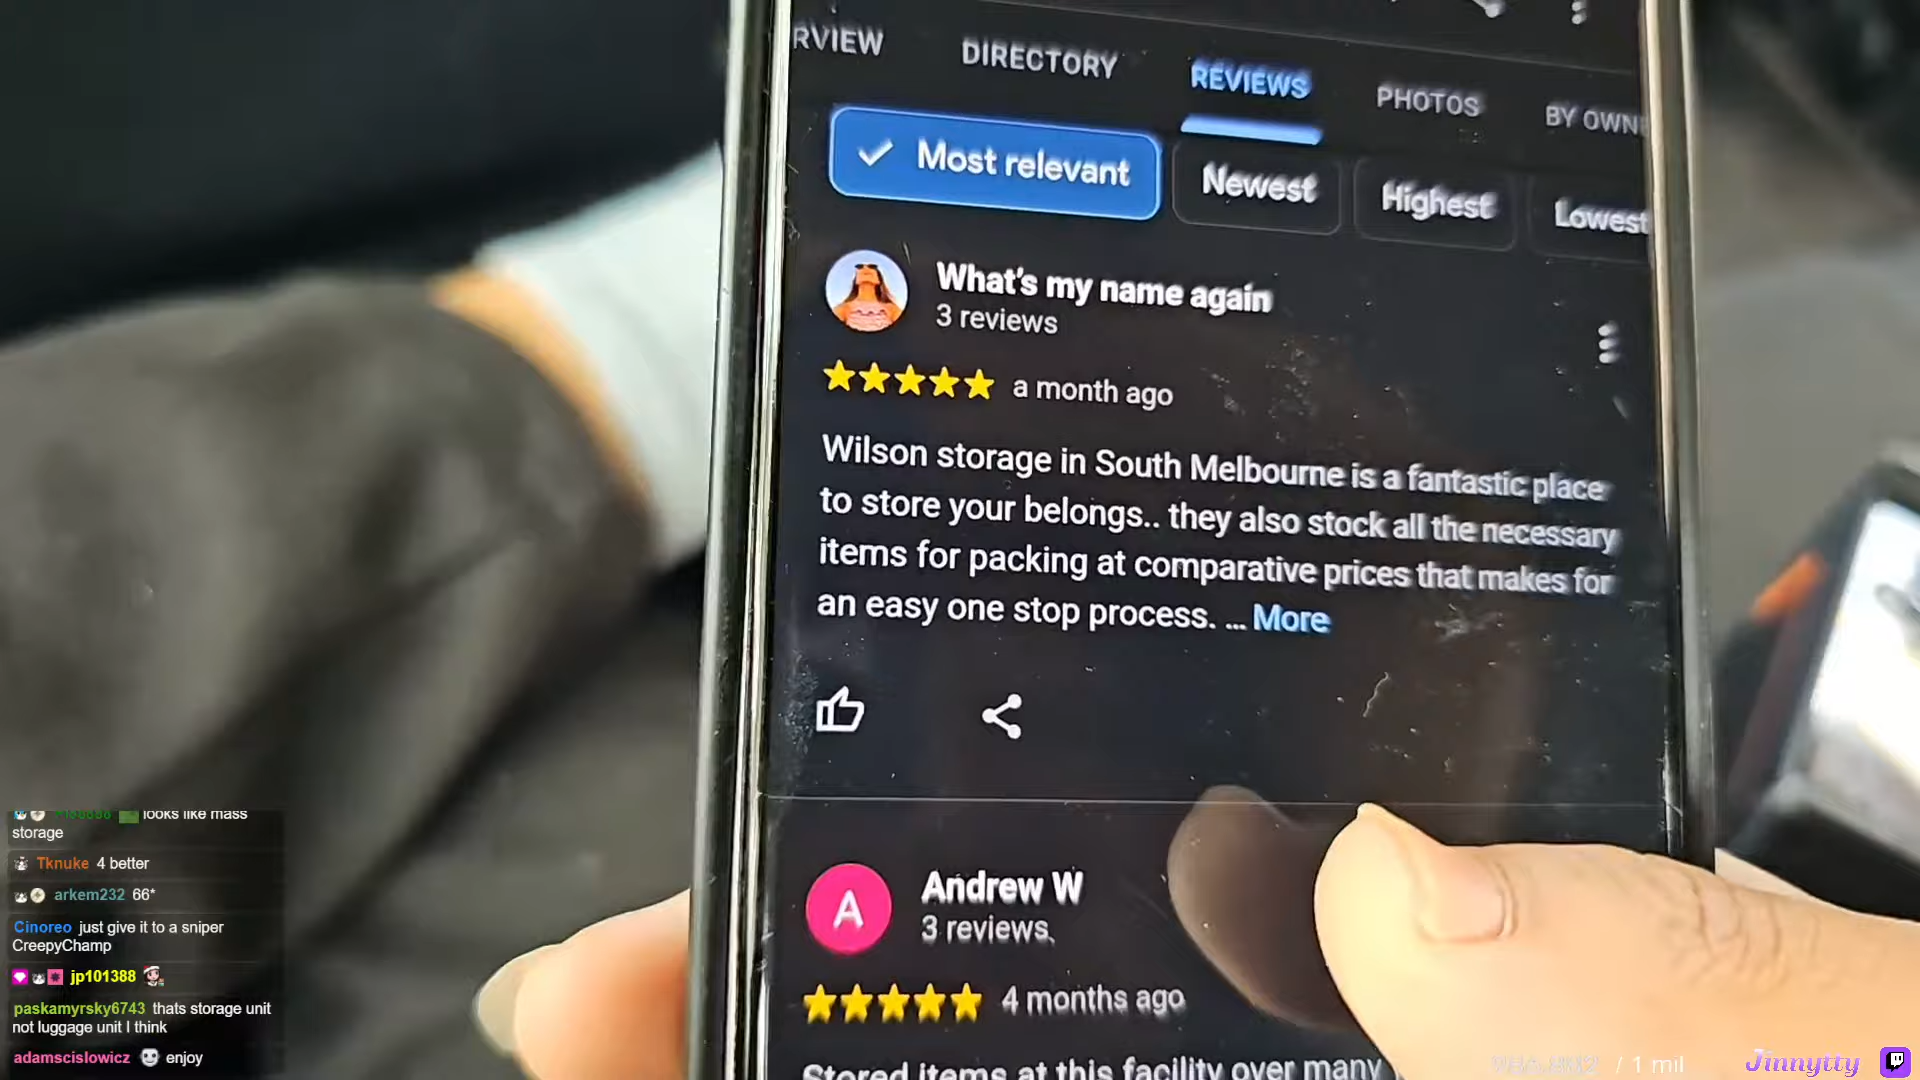 RVIEW
DIRECTORY
REVIEWS
PHOTOS
BY OWN
Most relevant
Newest
Highest
Lowest
What's my name again
3 reviews
a month ago
Wilson storage in South Melbourne is a fantastic place
to store your belongs.. they also stock all the necessary
items for packing at comparative prices that makes for
an easy one stop process. ... More
A
Andrew W
3 reviews
4 months ago
Stored items at this facility over many
looks like mass
storage
Tknuke 4 better
arkem232 66*
Cinoreo just give it to a sniper
CreepyChamp
jp101388
paskamyrsky6743 thats storage unit
not luggage unit I think
adamscislowicz enjoy
/ 1 mil
Jinnytty